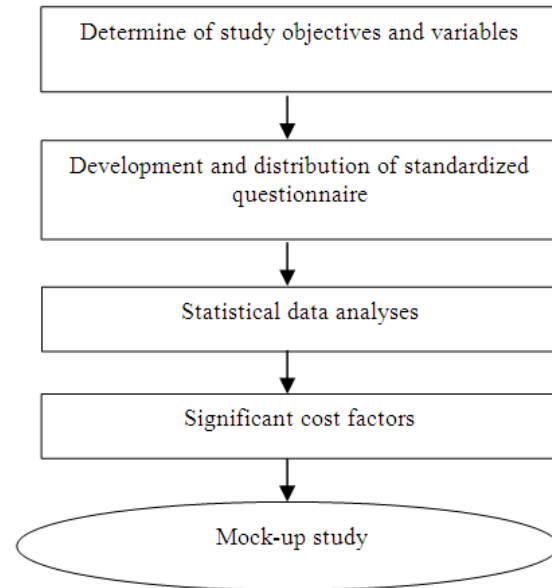 Determine of study objectives and variables
Development and distribution of standardized
questionnaire
Statistical data analyses
Significant cost factors
Mock-up study